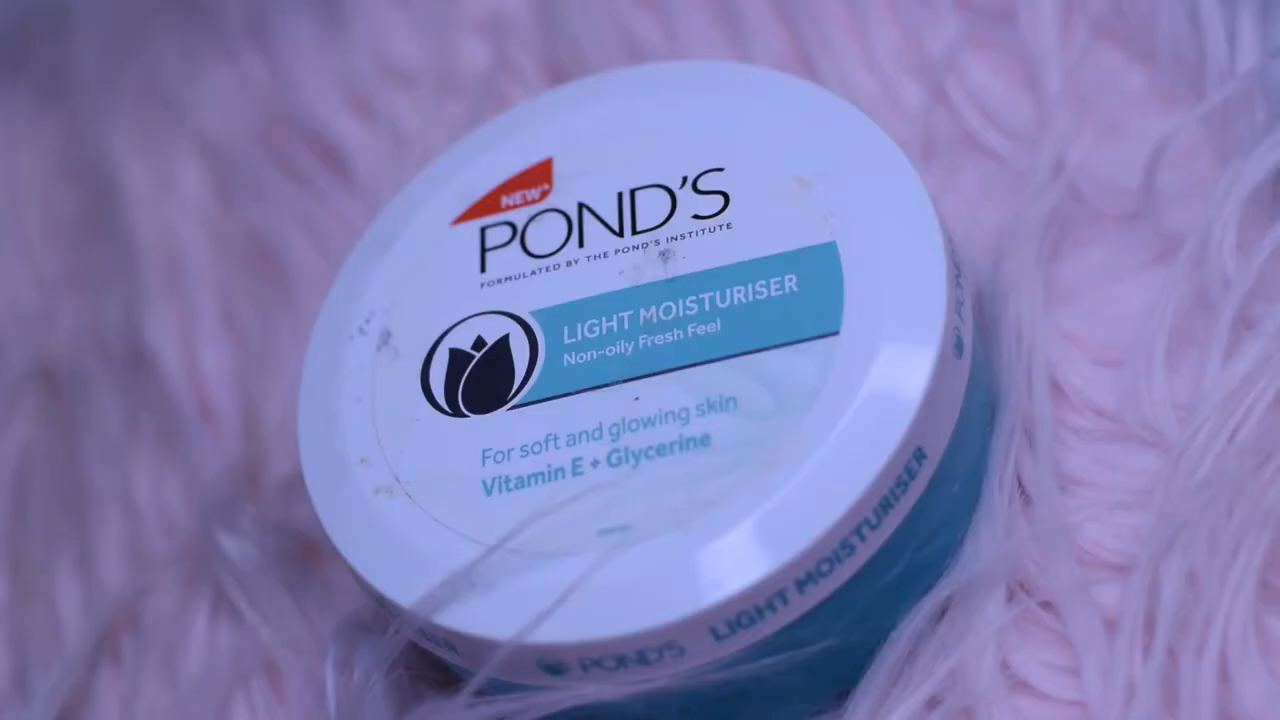 NEW*
POND'S
FORMULATED BY THE POND'S INSTITUTE
LIGHT MOISTURISER
Non-oily Fresh Feel
For soft and glowing skin
Vitamin E + Glycerine
POND'S LIGHT MOISTURISER